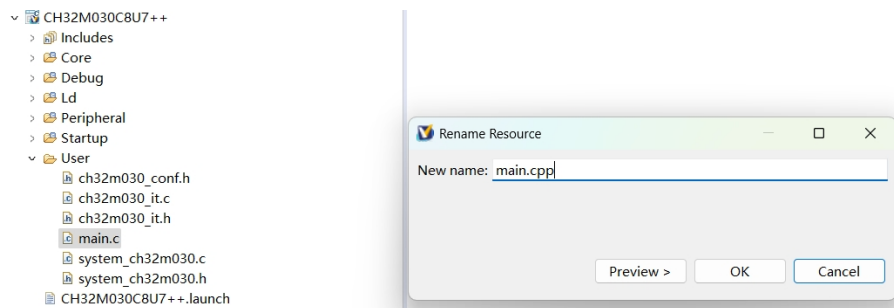 CH32M030C8U7++
Includes
Core
Debug
Ld
Peripheral
Startup
User
ch32m030_conf.h
ch32m030_it.c
ch32m030_it.h
main.c
system_ch32m030.c
system_ch32m030.h
CH32M030C8U7++.launch
Rename Resource
New name: main.cpp
Preview > OK Cancel